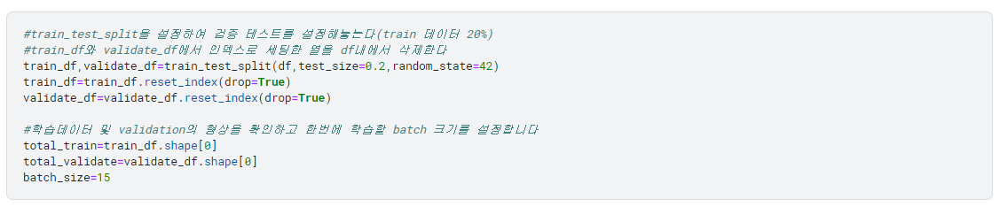 #train_test_split을 설정하여 검증 테스트를 설정해놓는다(train 데이터 20%)
#train_df와 validate_df에서 인덱스로 세팅한 열을 df내에서 삭제한다
train_df,validate_df=train_test_split(df,test_size=0.2,random_state=42)
train_df=train_df.reset_index(drop=True)
validate_df=validate_df.reset_index(drop=True)
#학습데이터 및 validation의 형상을 확인하고 한번에 학습할 batch 크기를 설정합니다
total_train=train_df.shape[0]
total_validate=validate_df.shape[0]
batch_size=15